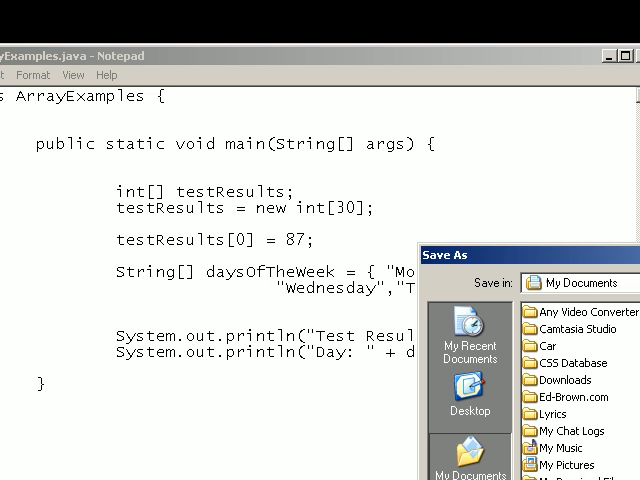 yExamples.java - Notepad
t Format View Help
s ArrayExamples {
public static void main(String[] args) {
int[] testResults;
testResults = new int[30];
testResults[0] = 87;
String[] daysOfTheWeek = { "Mo
"Wednesday","T
System.out.println("Test Resul
System.out.println("Day: " + d
}
Save As
Save in: My Documents
My Recent
Documents
Desktop
My Documents
Any Video Converter
Camtasia Studio
Car
CSS Database
Downloads
Ed-Brown.com
Lyrics
My Chat Logs
My Music
My Pictures